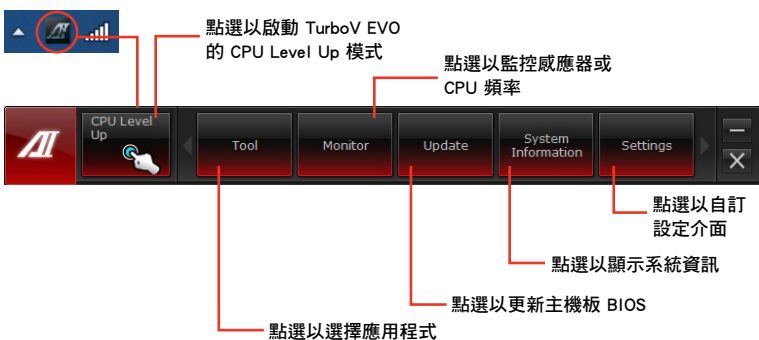 點選以啟動 TurboV EVO
的 CPU Level Up 模式
點選以監控感應器或
CPU 頻率
CPU Level
Up
Tool
Monitor
Update
System
Information
Settings
點選以自訂
設定介面
點選以顯示系統資訊
點選以更新主機板 BIOS
點選以選擇應用程式